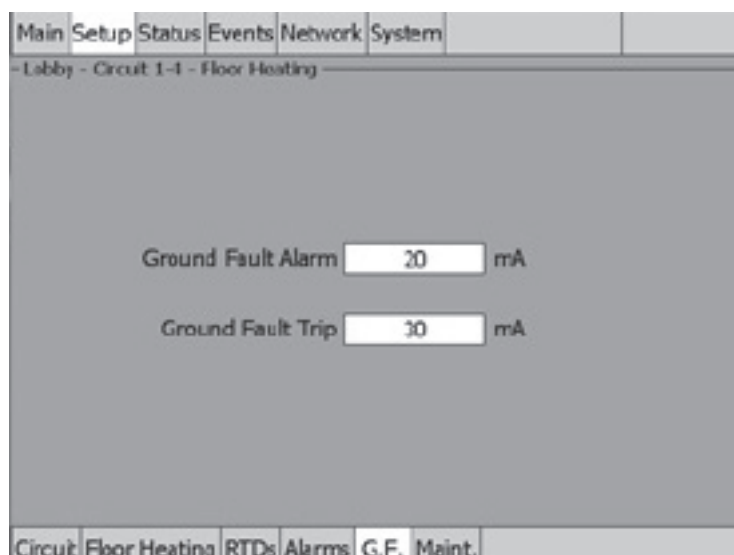 Main Setup Status Events Network System
Lobby - Circuit 1-4 - Floor Heating
Ground Fault Alarm 20 mA
Ground Fault Trip 30 mA
Circuit Floor Heating RTDs Alarms G.F. Maint.